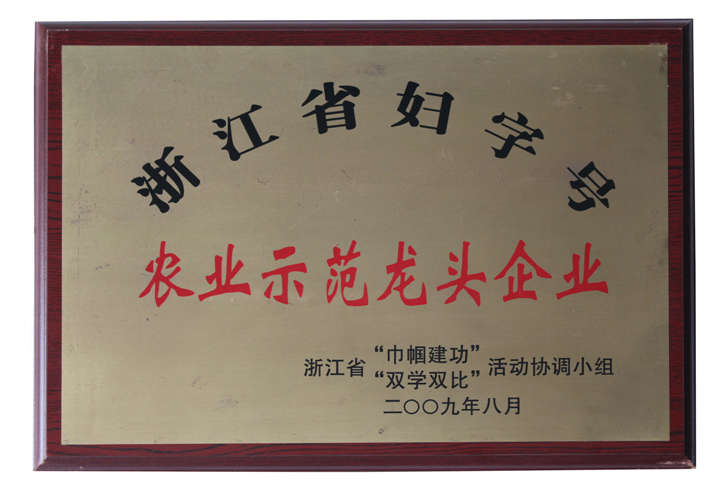 浙江省妇字号
农业示范龙头企业
浙江省“巾帼建功”“双学双比”活动协调小组
二〇〇九年八月